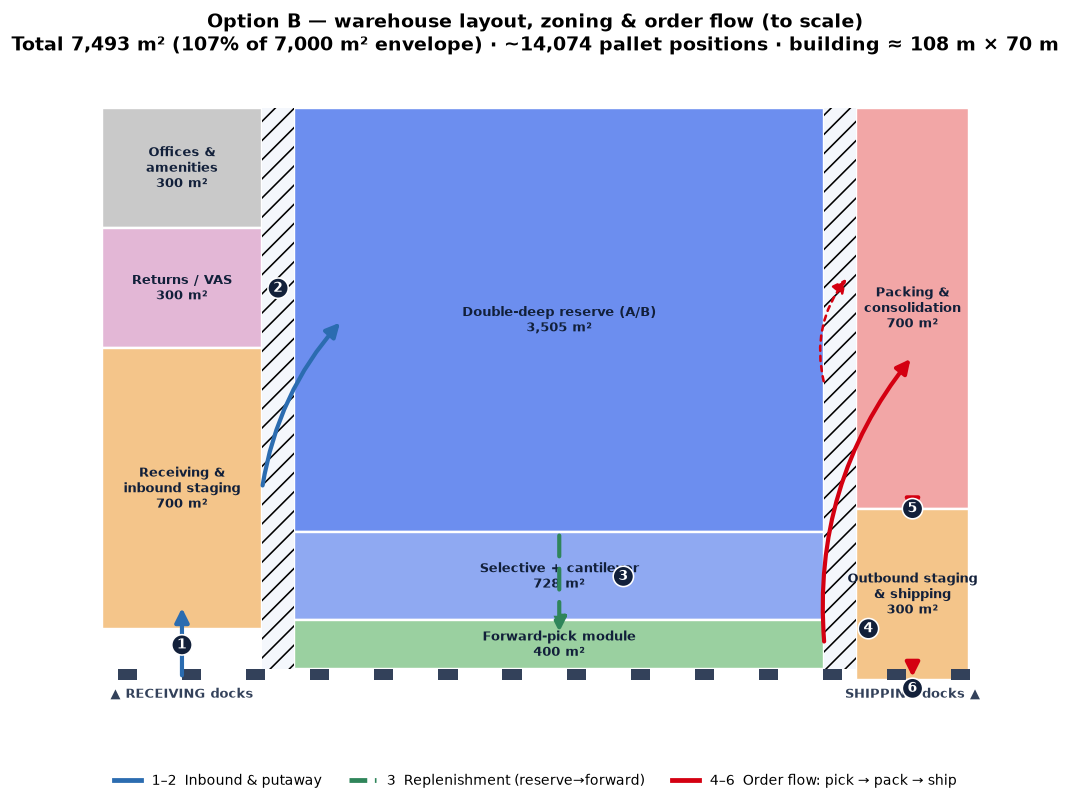 Option B — warehouse layout, zoning & order flow (to scale)
Total 7,493 m² (107% of 7,000 m² envelope) · ~14,074 pallet positions · building ≈ 108 m × 70 m
Offices &
amenities
300 m²
Returns / VAS
300 m²
2
Double-deep reserve (A/B)
3,505 m²
Packing &
consolidation
700 m²
Receiving &
inbound staging
700 m²
5
Selective + cantilever
728 m²
3
Outbound staging
& shipping
300 m²
4
Forward-pick module
400 m²
1
6
▲ RECEIVING docks
SHIPPING docks ▲
1–2 Inbound & putaway
3 Replenishment (reserve→forward)
4–6 Order flow: pick → pack → ship